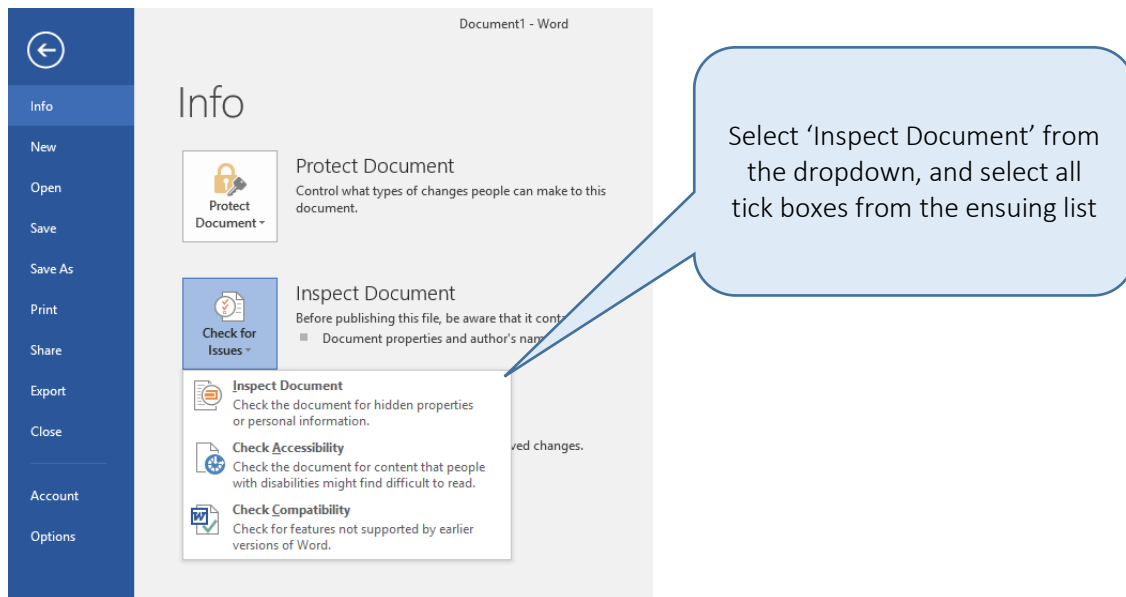 Document1 - Word
Info
New
Open
Save
Save As
Print
Share
Export
Close
Account
Options
Info
Protect
Document
Protect Document
Control what types of changes people can make to this
document.
Check for
Issues
Inspect Document
Before publishing this file, be aware that it
Document properties and author's
Inspect Document
Check the document for hidden properties
or personal information.
Check Accessibility
Check the document for content that people
with disabilities might find difficult to read.
Check Compatibility
Check for features not supported by earlier
versions of Word.
changes.
Select ‘Inspect Document’ from
the dropdown, and select all
tick boxes from the ensuing list